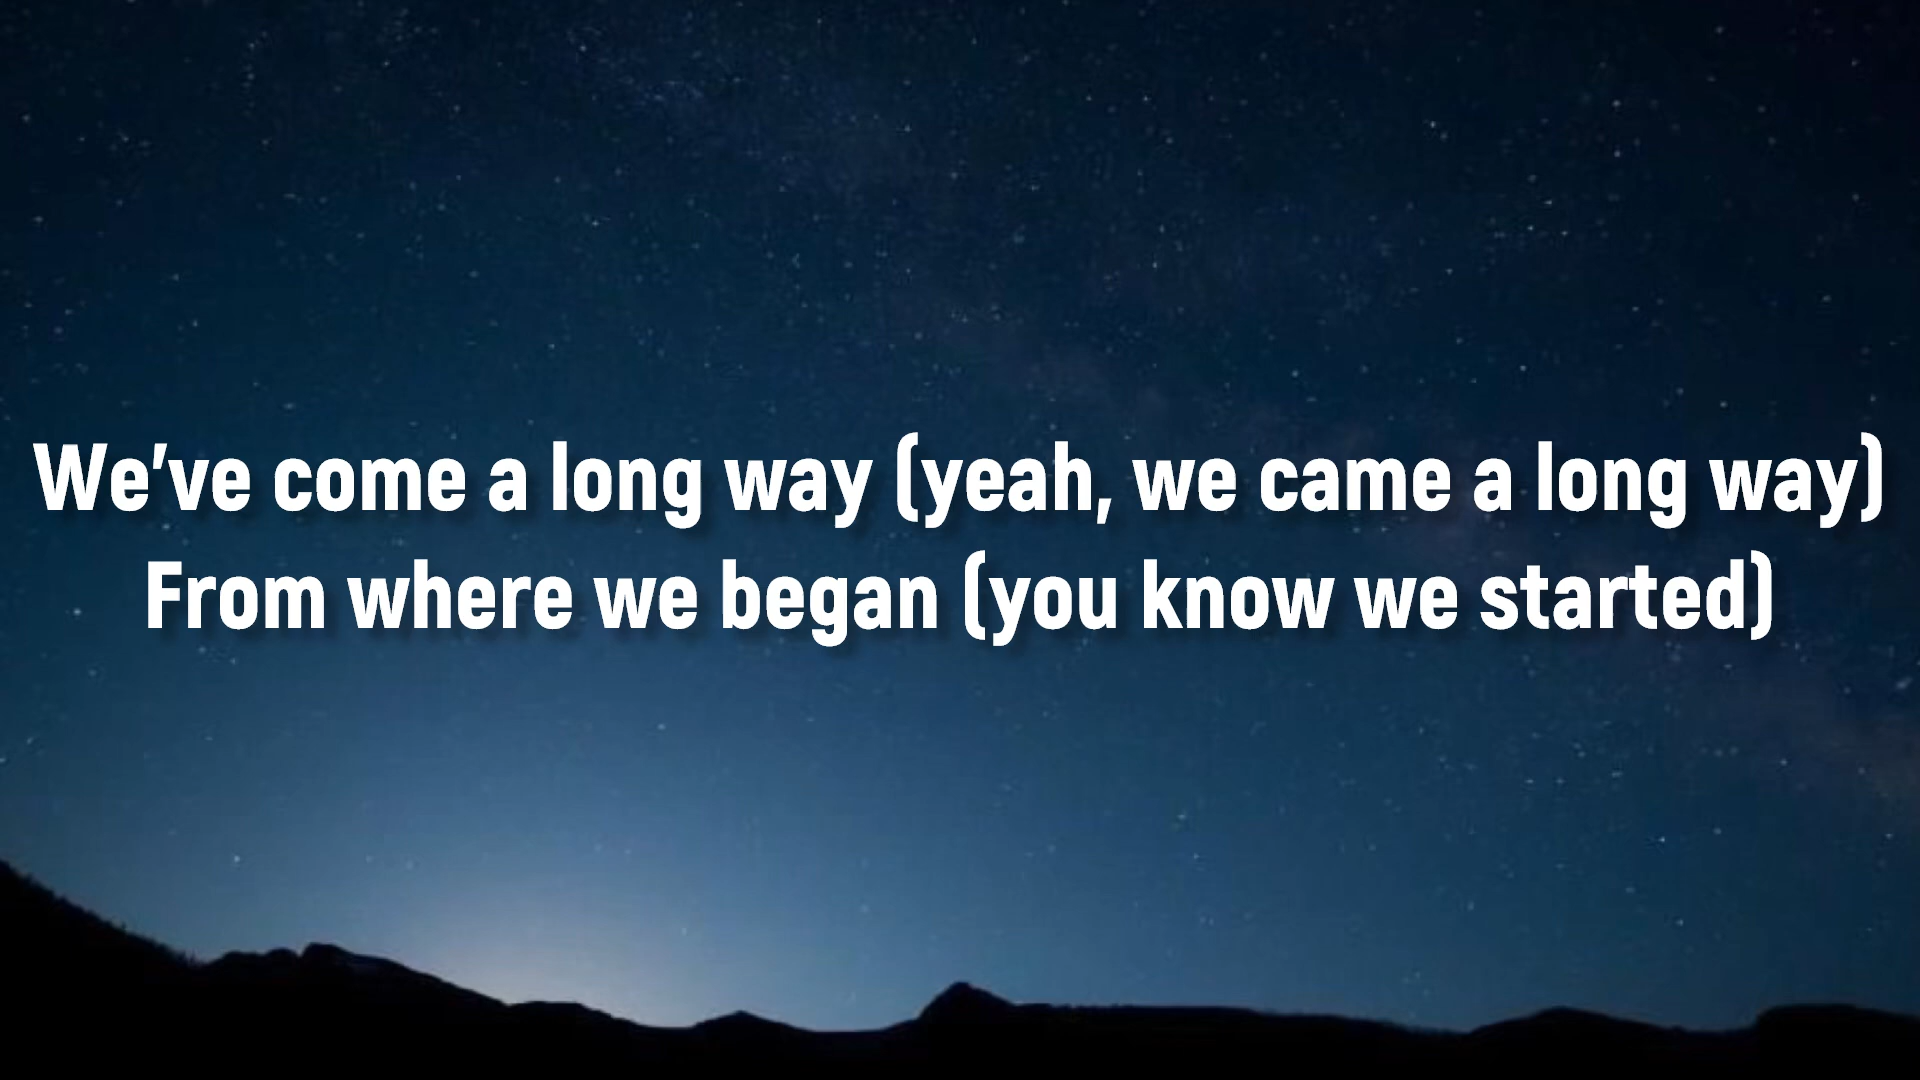 We've come a long way (yeah, we came a long way)
From where we began (you know we started)